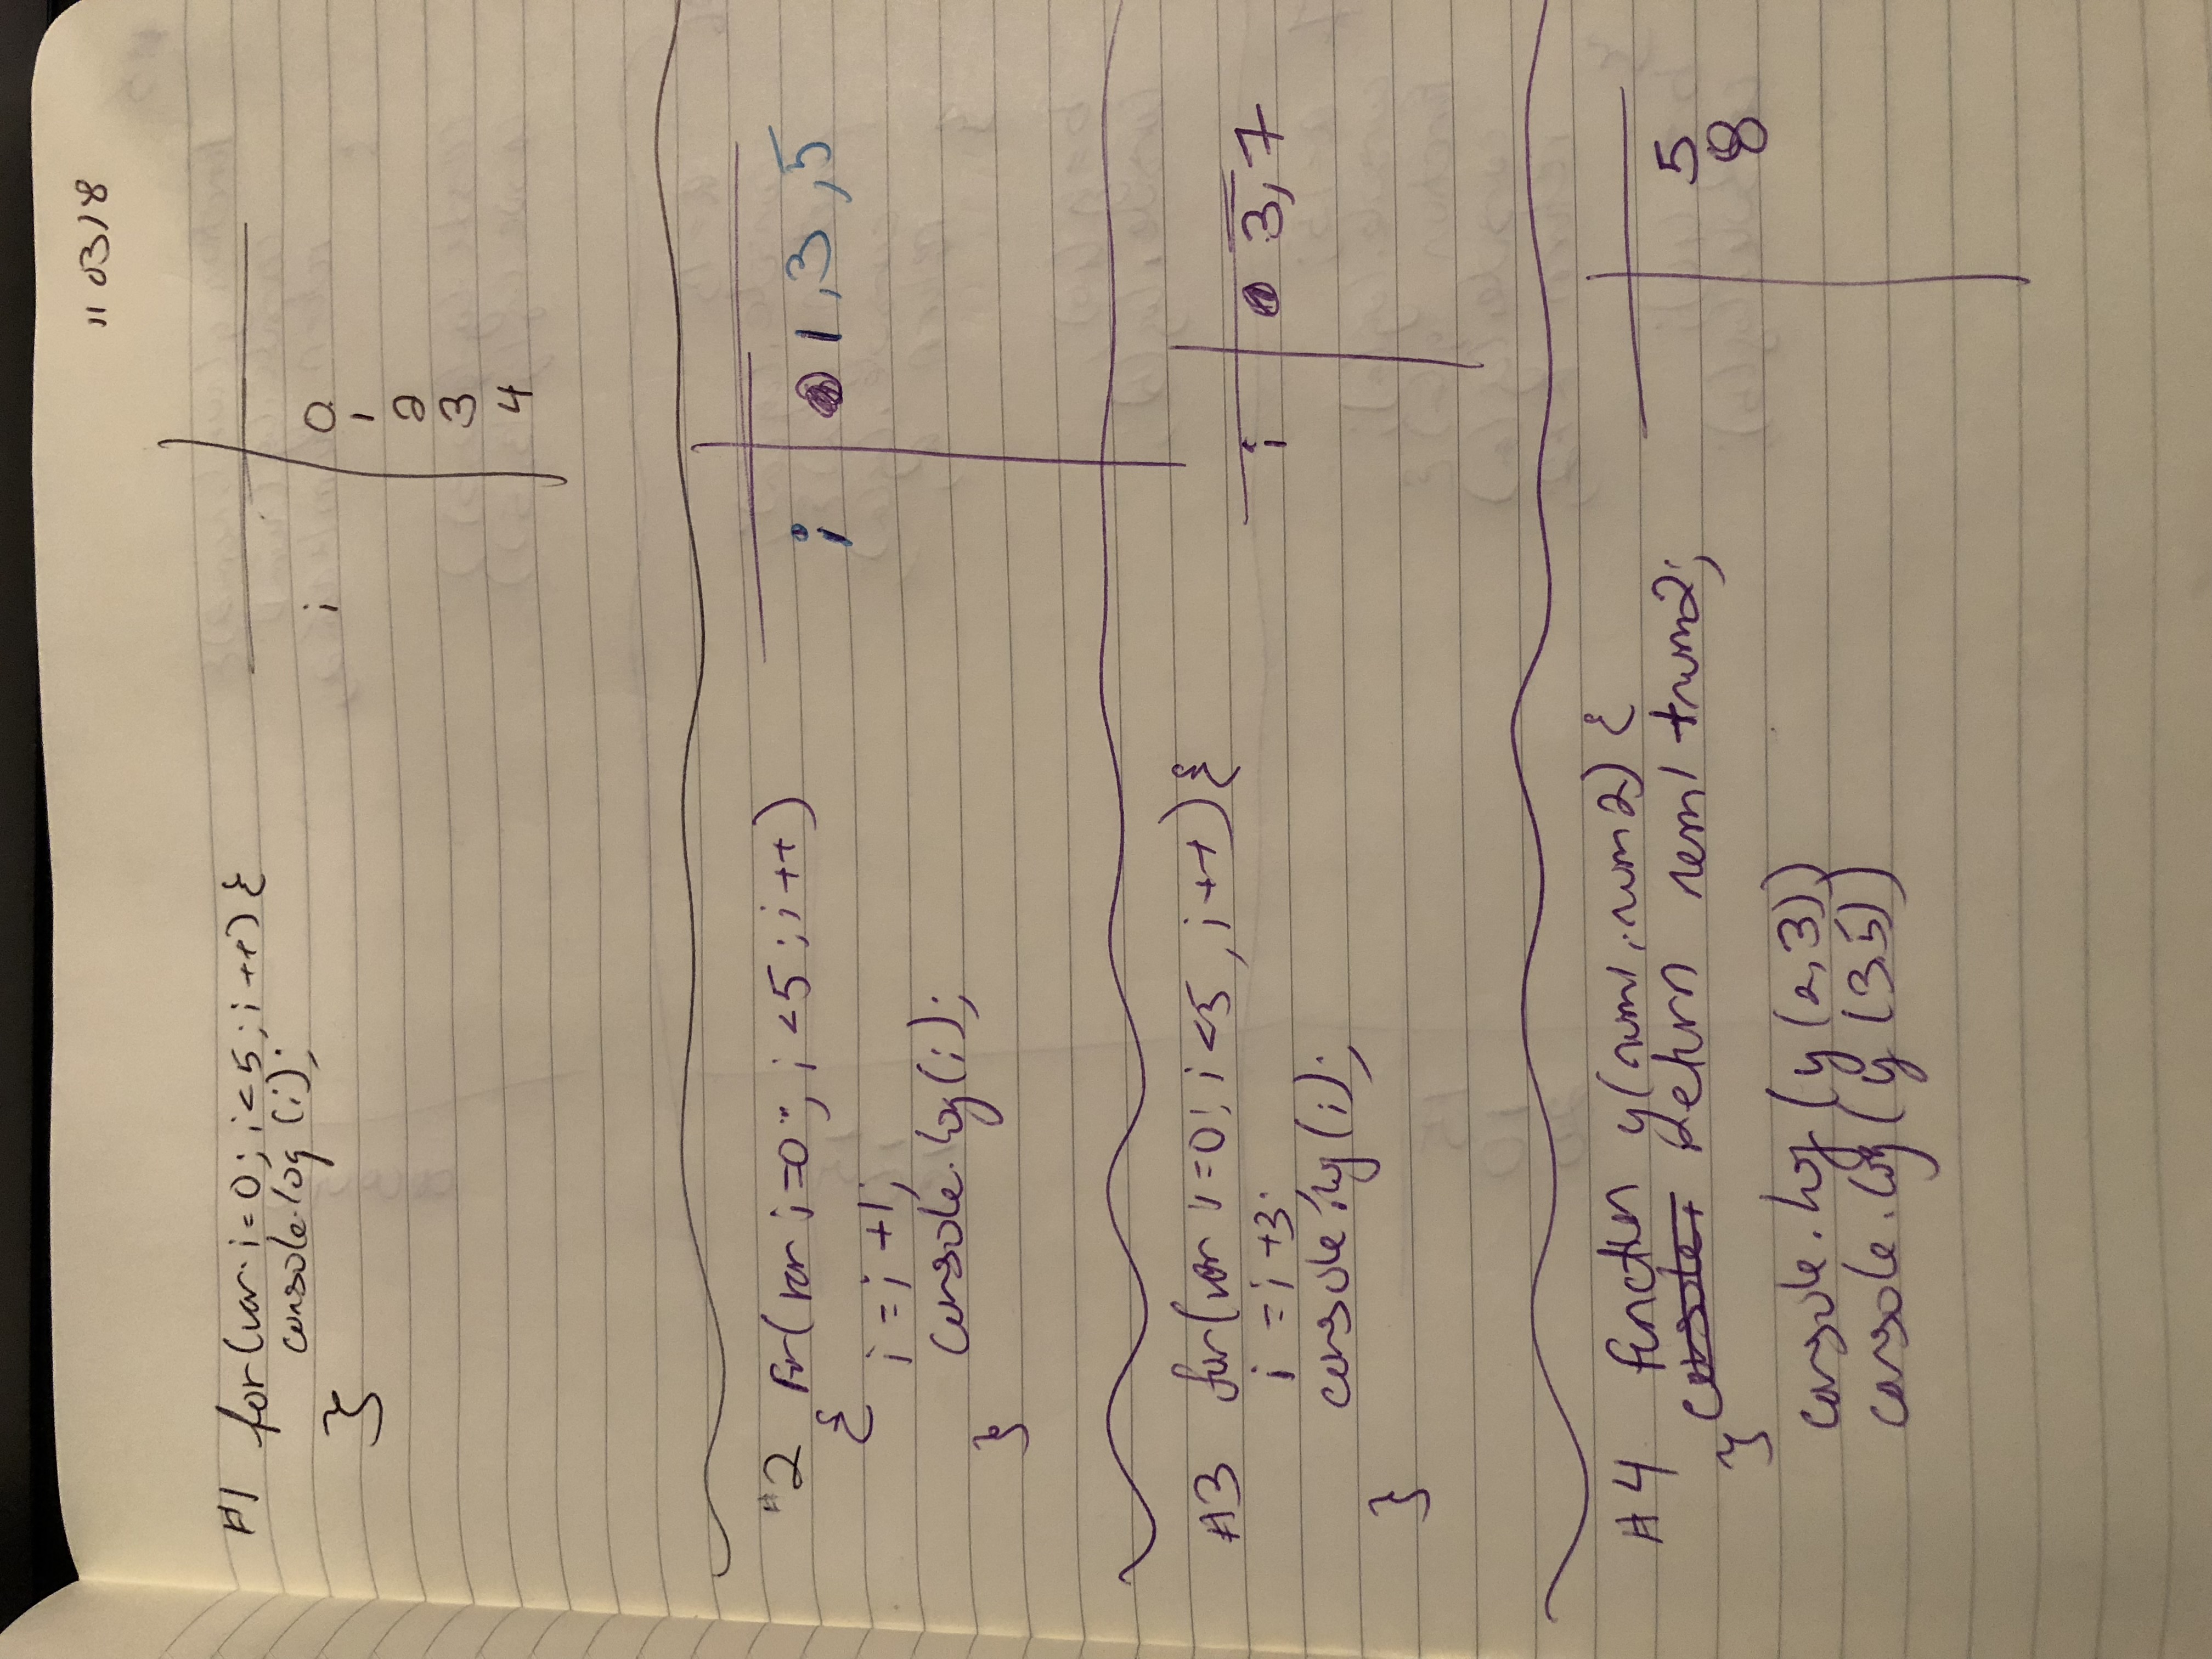 11 03 18
#1 for(var i=0; i<5; i++) {
console.log (i);
}
i 0
1
2
3
4
#2 For(var i=0; i<5; i++)
{
i = i +1;
console.log(i);
}
i 1, 3, 5
#3 for(var i=0; i<5, i++) {
i = i +3;
console.log(i);
}
i 3, 7
#4 function y(num1, num2) {
console. return num1 + num2;
}
console.log (y (2,3))
console.log (y (3,5))
5
8